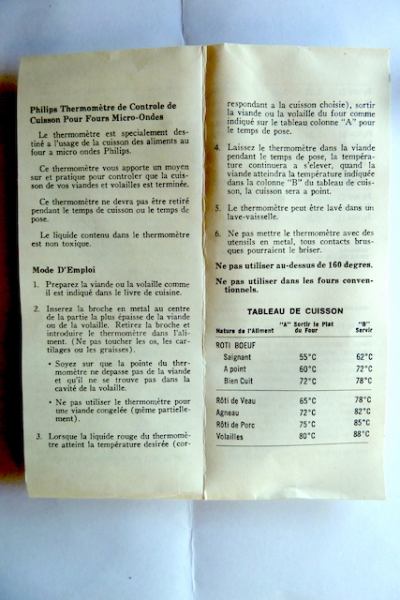 Philips Thermomètre de Controle de
Cuisson Pour Fours Micro-Ondes
Le thermomètre est specialement des-
tiné a l'usage de la cuisson des aliments au
four a micro ondes Philips.
Ce thermomètre vous apporte un moyen
sur et pratique pour controler que la cuis-
son de vos viandes et volailles est terminée.
Ce thermomètre ne devra pas être retiré
pendant le temps de cuisson ou le temps de
pose.
Le liquide contenu dans le thermomètre
est non toxique.
Mode D'Emploi
1. Preparez la viande ou la volaille comme
il est indiqué dans le livre de cuisine.
2. Inserez la broche en metal au centre
de la partie la plus épaisse de la viande
ou de la volaille. Retirez la broche et
introduire le thermomètre dans l'ali-
ment. (Ne pas toucher les os, les car-
tilages ou les graisses).
• Soyez sur que la pointe du ther-
momètre ne depasse pas de la viande
et qu'il ne se trouve pas dans la
cavité de la volaille.
• Ne pas utiliser le thermomètre pour
une viande congelée (même partielle-
ment).
3. Lorsque la liquide rouge du thermomè-
tre atteint la température desirée (cor-
respondant a la cuisson choisie), sortir
la viande ou la volaille du four comme
indiqué sur le tableau colonne "A" pour
le temps de pose.
4. Laissez le thermomètre dans la viande
pendant le temps de pose, la tempéra-
ture continuera a s'elever, quand la
viande atteindra la température indiquée
dans la colonne "B" du tableau de cuis-
son, la cuisson sera a point.
5. Le thermomètre peut être lavé dans un
lave-vaisselle.
6. Ne pas mettre le thermomètre avec des
utensils en metal, tous contacts brus-
ques pourraient le briser.
Ne pas utiliser au-dessus de 160 degres.
Ne pas utiliser dans les fours conven-
tionnels.
TABLEAU DE CUISSON
Nature de l'Aliment "A" Sortir le Plat du Four "B" Servir
ROTI BOEUF
Saignant 55°C 62°C
A point 60°C 72°C
Bien Cuit 72°C 78°C
Rôti de Veau 65°C 78°C
Agneau 72°C 82°C
Rôti de Porc 75°C 85°C
Volailles 80°C 88°C